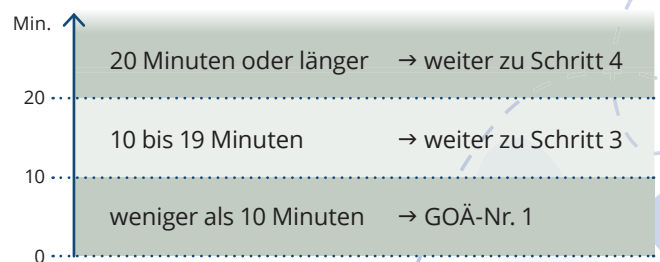 Min.
20 Minuten oder länger → weiter zu Schritt 4
20
10 bis 19 Minuten → weiter zu Schritt 3
10
weniger als 10 Minuten → GOÄ-Nr. 1
0